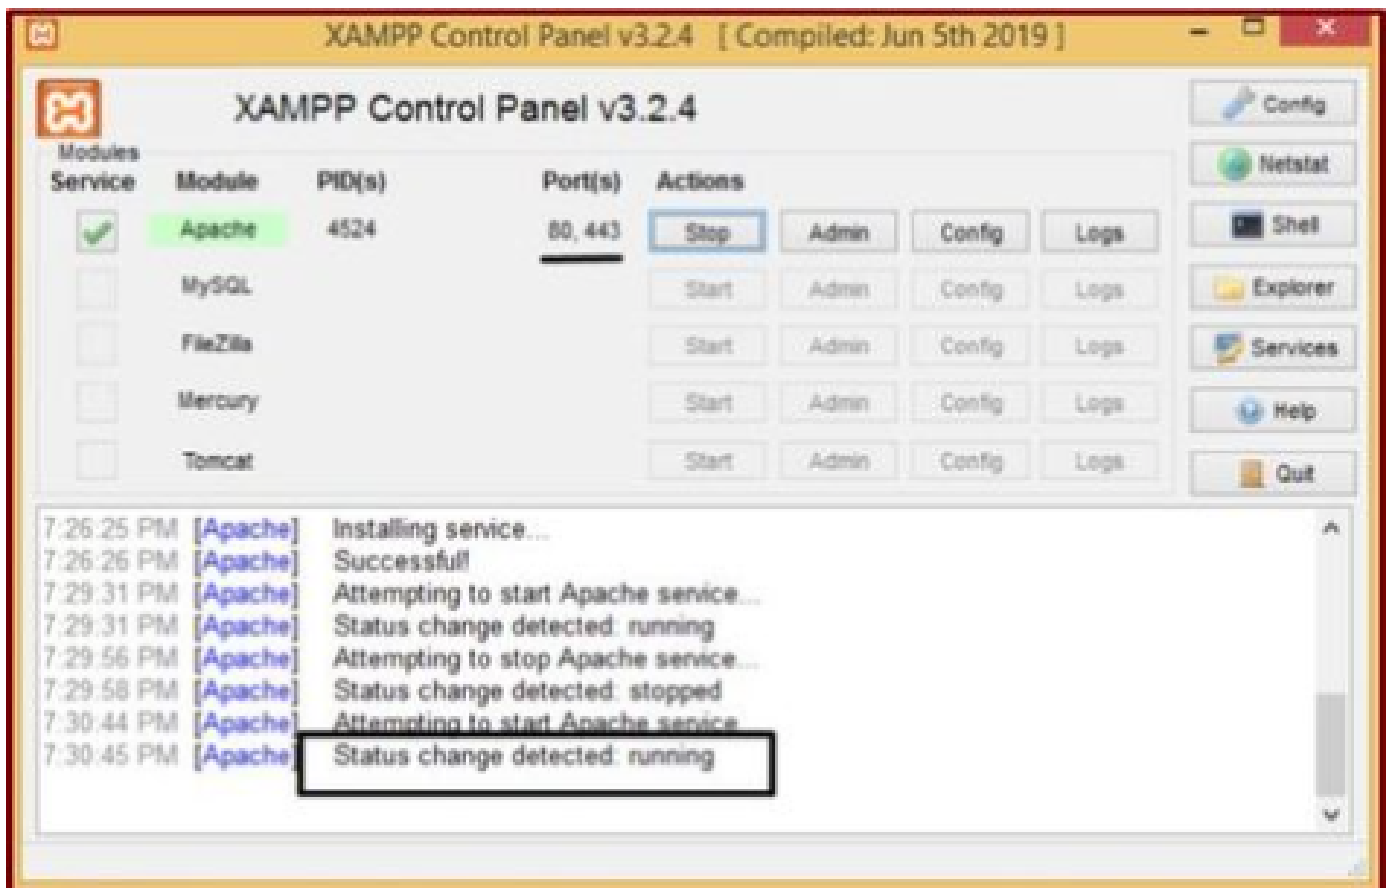 XAMPP Control Panel v3.2.4 [ Compiled: Jun 5th 2019 ]
XAMPP Control Panel v3.2.4
Config
Modules
Service Module PID(s) Port(s) Actions
Netstat
Apache 4524 80, 443 Stop Admin Config Logs
Shell
MySQL Start Admin Config Logs
Explorer
FileZilla Start Admin Config Logs
Services
Mercury Start Admin Config Logs
Help
Tomcat Start Admin Config Logs
Quit
7:26:25 PM [Apache] Installing service...
7:26:26 PM [Apache] Successful!
7:29:31 PM [Apache] Attempting to start Apache service...
7:29:31 PM [Apache] Status change detected: running
7:29:56 PM [Apache] Attempting to stop Apache service...
7:29:58 PM [Apache] Status change detected: stopped
7:30:44 PM [Apache] Attempting to start Apache service...
7:30:45 PM [Apache] Status change detected: running